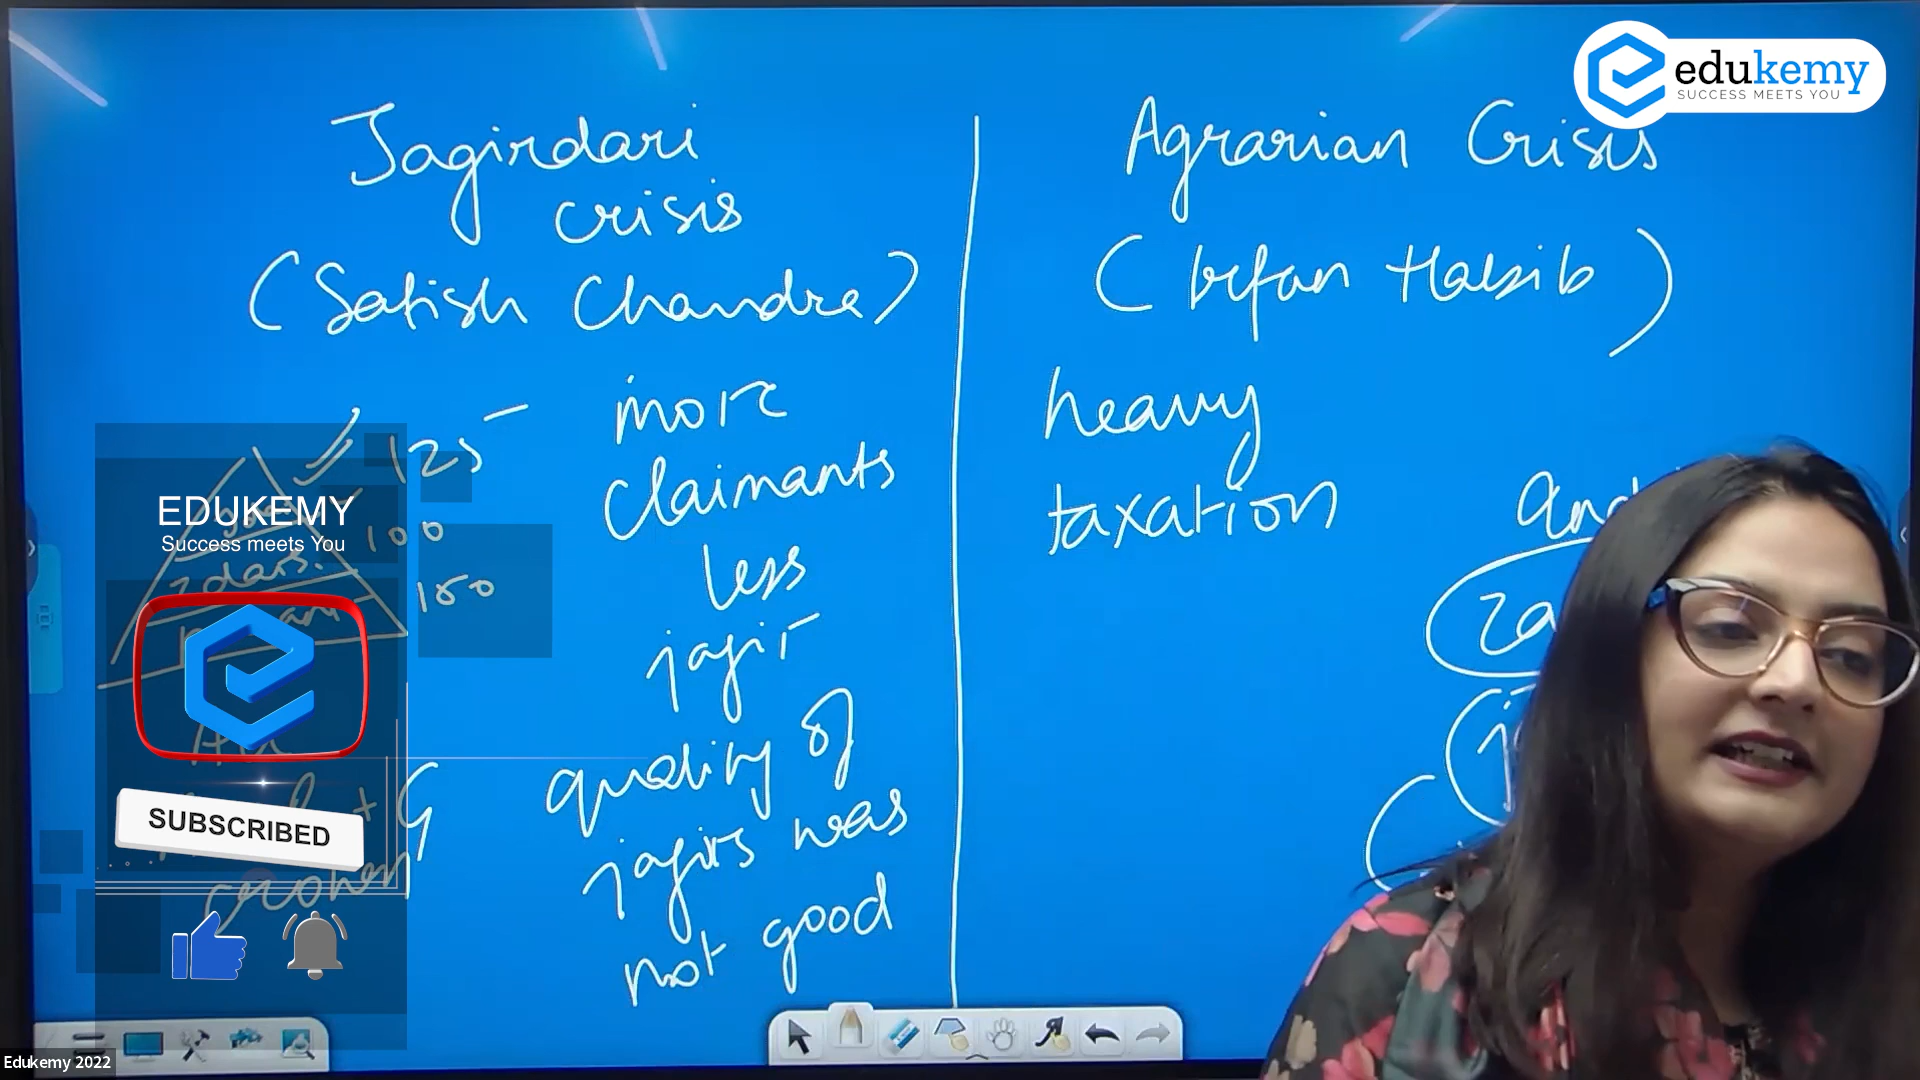 edukemy
SUCCESS MEETS YOU
Jagirdari
crisis
(Satish Chandra)
Agrarian Crisis
(Irfan Habib)
125
more
claimants
less
jagir
quality of
jagirs was
not good
heavy
taxation
EDUKEMY
Success meets You
100
zdars.
150
+ G
SUBSCRIBED
Edukemy 2022